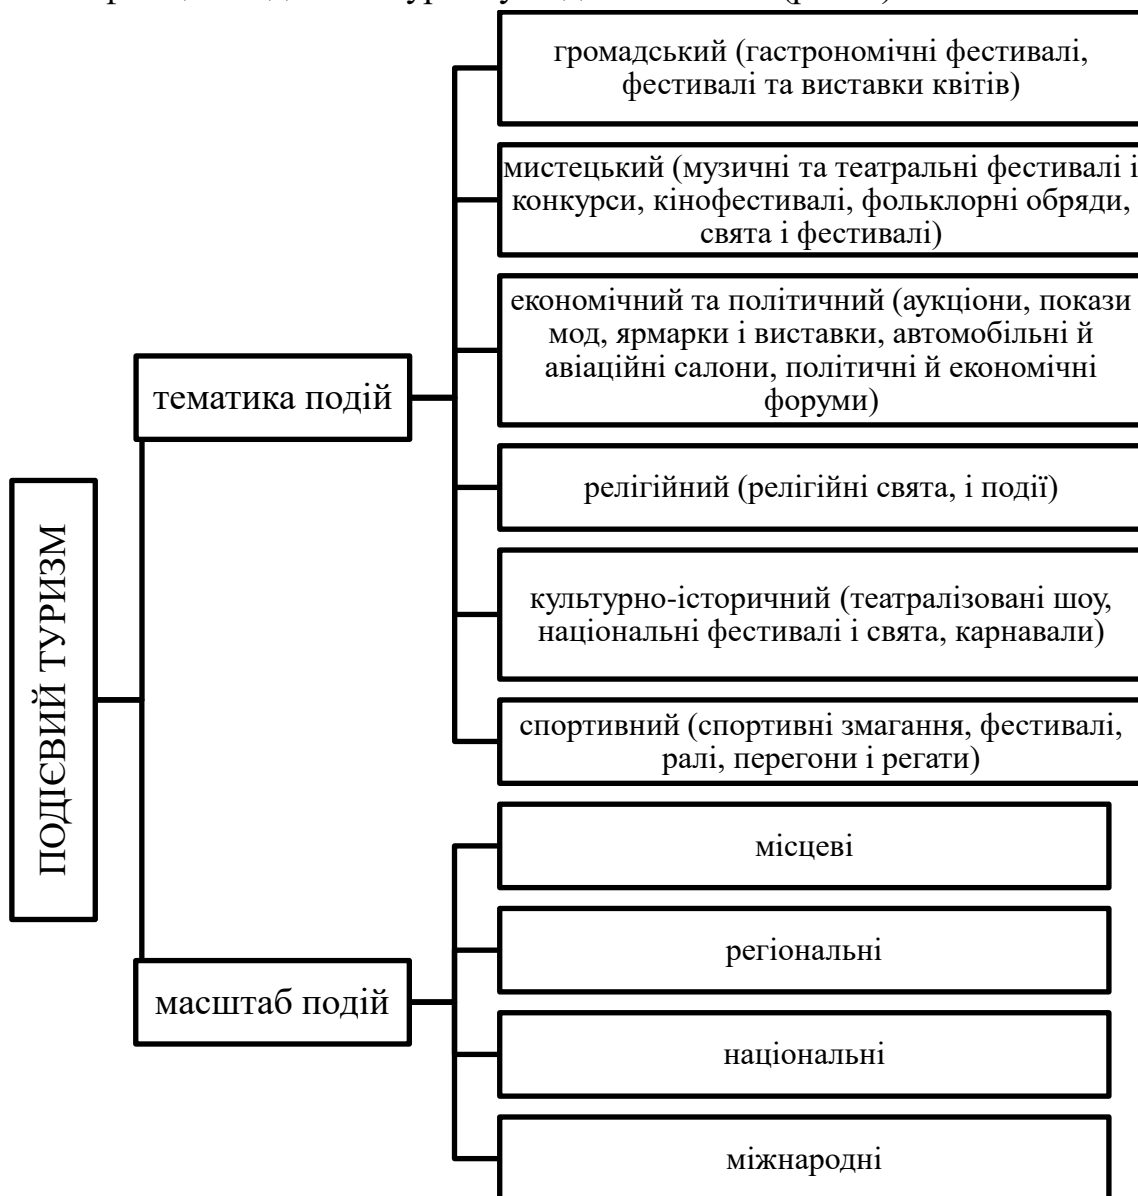 громадський (гастрономічні фестивалі,
фестивалі та виставки квітів)
мистецький (музичні та театральні фестивалі і
конкурси, кінофестивалі, фольклорні обряди,
свята і фестивалі)
економічний та політичний (аукціони, покази
мод, ярмарки і виставки, автомобільні й
авіаційні салони, політичні й економічні
форуми)
тематика подій
релігійний (релігійні свята, і події)
культурно-історичний (театралізовані шоу,
національні фестивалі і свята, карнавали)
ПОДІЄВИЙ ТУРИЗМ
спортивний (спортивні змагання, фестивалі,
ралі, перегони і регати)
місцеві
регіональні
масштаб подій
національні
міжнародні